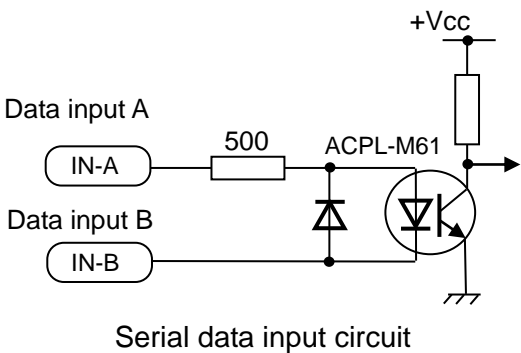 +Vcc
Data input A
500
ACPL-M61
IN-A
Data input B
IN-B
Serial data input circuit